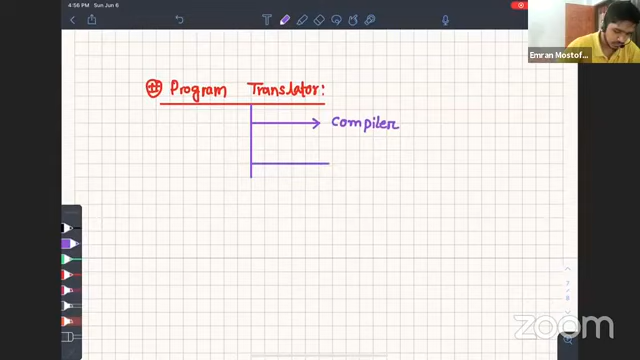 4:56 PM Sun Jun 6
Emran Mostof...
Program Translator:
Compiler
zoom